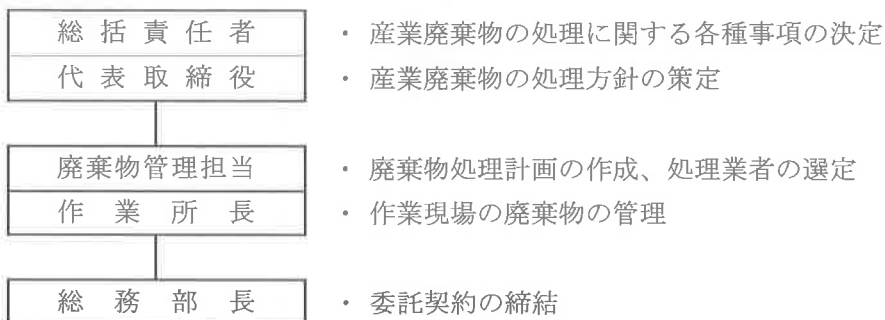 総括責任者 ・ 産業廃棄物の処理に関する各種事項の決定
代表取締役 ・ 産業廃棄物の処理方針の策定
廃棄物管理担当 ・ 廃棄物処理計画の作成、処理業者の選定
作業所長 ・ 作業現場の廃棄物の管理
総務部長 ・ 委託契約の締結